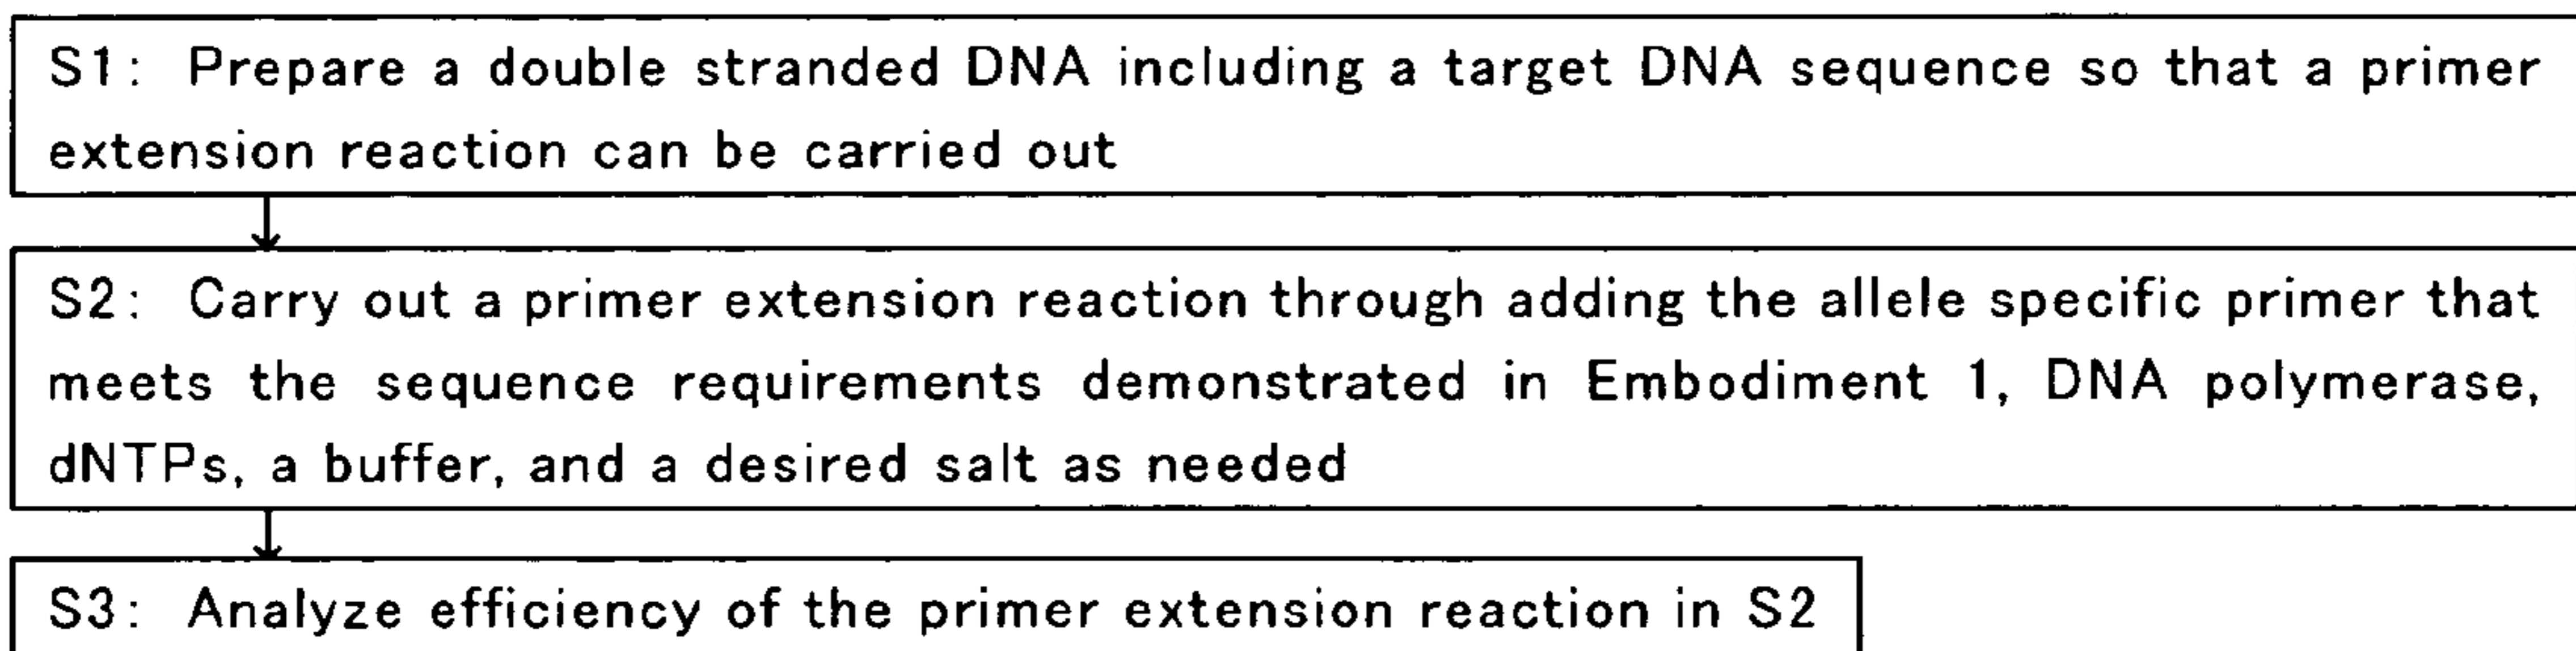 S1: Prepare a double stranded DNA including a target DNA sequence so that a primer
extension reaction can be carried out
S2: Carry out a primer extension reaction through adding the allele specific primer that
meets the sequence requirements demonstrated in Embodiment 1, DNA polymerase,
dNTPs, a buffer, and a desired salt as needed
S3: Analyze efficiency of the primer extension reaction in S2